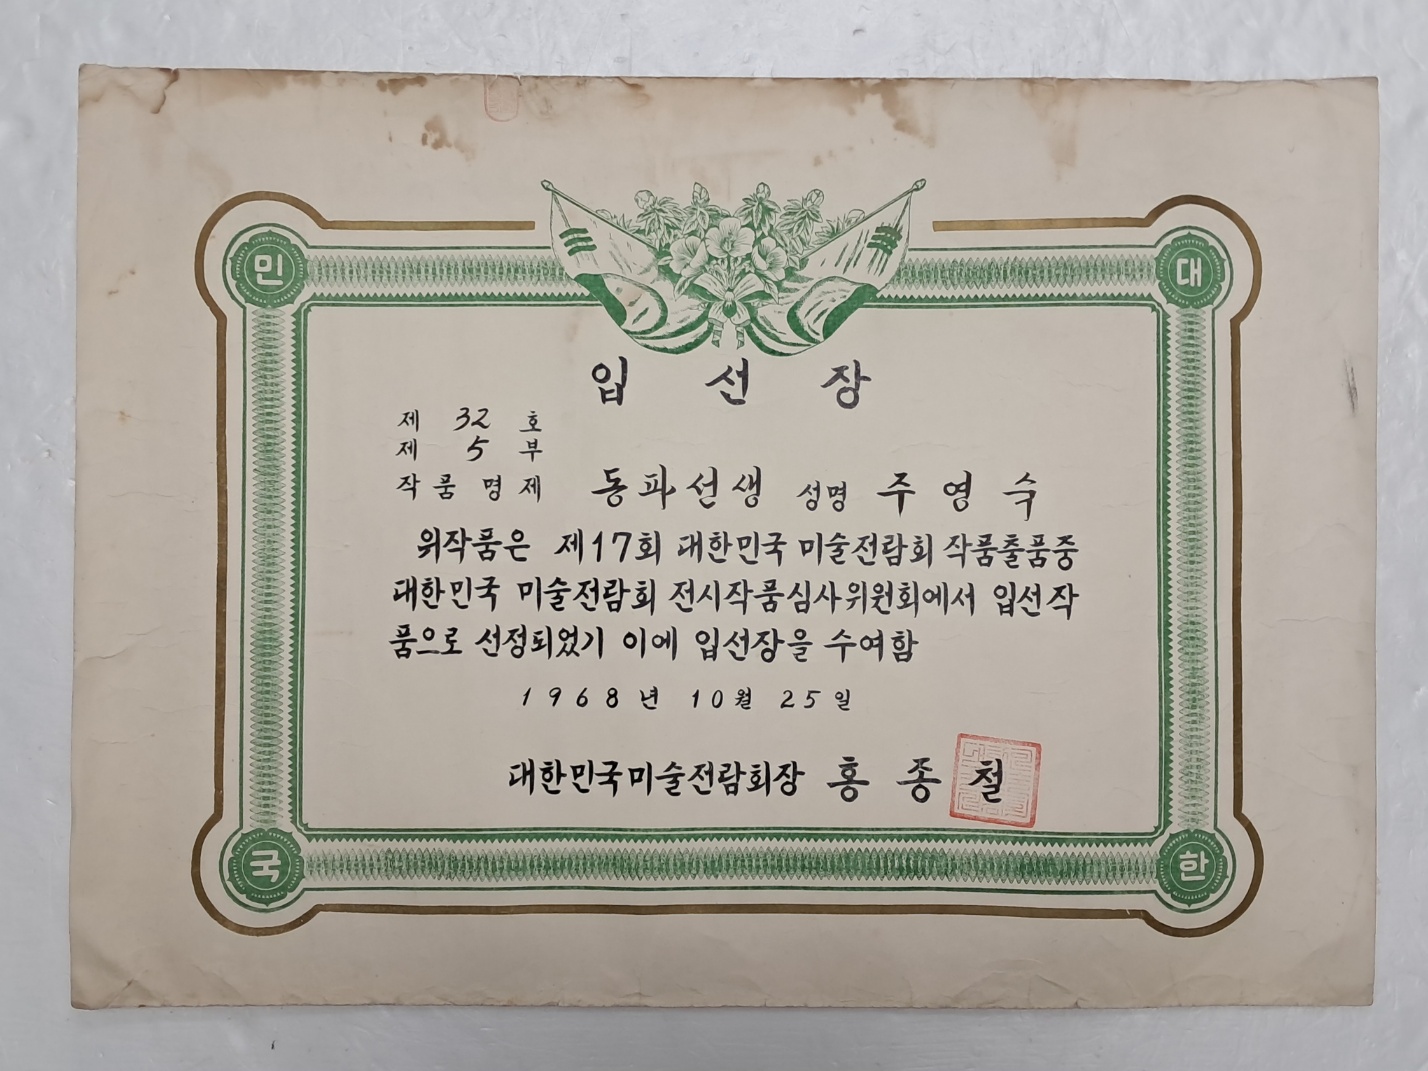 민
대
입 선 장
제 32 호
제 5 부
작품 명제 동파선생 성명 주영숙
위작품은 제17회 대한민국 미술전람회 작품출품중
대한민국 미술전람회 전시작품심사위원회에서 입선작
품으로 선정되었기 이에 입선장을 수여함
1968년 10월 25일
대한민국미술전람회장 홍종철
국
한